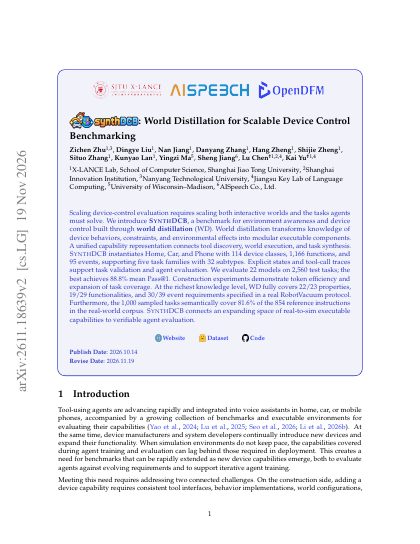 SJTU X-LANCE
AISPEECH
OpenDFM
SynthDCB: World Distillation for Scalable Device Control
Benchmarking
Zichen Zhu1,3, Dingye Liu1, Nan Jiang1, Danyang Zhang1, Hang Zheng1, Shijie Zheng1,
Situo Zhang1, Kunyao Lan1, Yingzi Ma5, Sheng Jiang6, Lu Chen†1,2,4, Kai Yu†1,4
1X-LANCE Lab, School of Computer Science, Shanghai Jiao Tong University, 2Shanghai
Innovation Institute, 3Nanyang Technological University, 4Jiangsu Key Lab of Language
Computing, 5University of Wisconsin–Madison, 6AISpeech Co., Ltd.
Scaling device-control evaluation requires scaling both interactive worlds and the tasks agents
must solve. We introduce SYNTHDCB, a benchmark for environment awareness and device
control built through world distillation (WD). World Distillation transforms knowledge of
device behaviors, constraints, and environmental effects into modular executable components.
A unified capability representation connects tool discovery, world execution, and task synthesis.
SYNTHDCB instantiates Home, Car, and Phone with 114 device classes, 1,166 functions, and
95 events, supporting five task families with 32 subtypes. Explicit states and tool-call traces
support task validation and agent evaluation. We evaluate 22 models on 2,560 test tasks; the
best achieves 88.8% mean Pass@1. Construction experiments demonstrate token efficiency and
expansion of task coverage. At the richest knowledge level, WD fully covers 22/23 properties,
19/29 functionalities, and 30/39 event requirements specified in a real RobotVacuum protocol.
Furthermore, the 1,000 sampled tasks semantically cover 81.6% of the 854 reference instructions
in the real-world corpus. SYNTHDCB connects an expanding space of real-to-sim executable
capabilities to verifiable agent evaluation.
Website Dataset Code
Publish Date: 2026.10.14
Revise Date: 2026.11.19
arXiv:2611.18639v2 [cs.LG] 19 Nov 2026
1 Introduction
Tool-using agents are advancing rapidly and integrated into voice assistants in home, car, or mobile
phones, accompanied by a growing collection of benchmarks and executable environments for
evaluating their capabilities (Yao et al., 2024; Lu et al., 2025; Seo et al., 2026; Li et al., 2026b). At
the same time, device manufacturers and system developers continually introduce new devices and
expand their functionality. When simulation environments do not keep pace, the capabilities covered
during agent training and evaluation can lag behind those required in deployment. This creates a
need for benchmarks that can be rapidly extended as new device capabilities emerge, both to evaluate
agents against evolving requirements and to support iterative agent training.
Meeting this need requires addressing two connected challenges. On the construction side, adding a
device capability requires consistent tool interfaces, behavior implementations, world configurations,
1